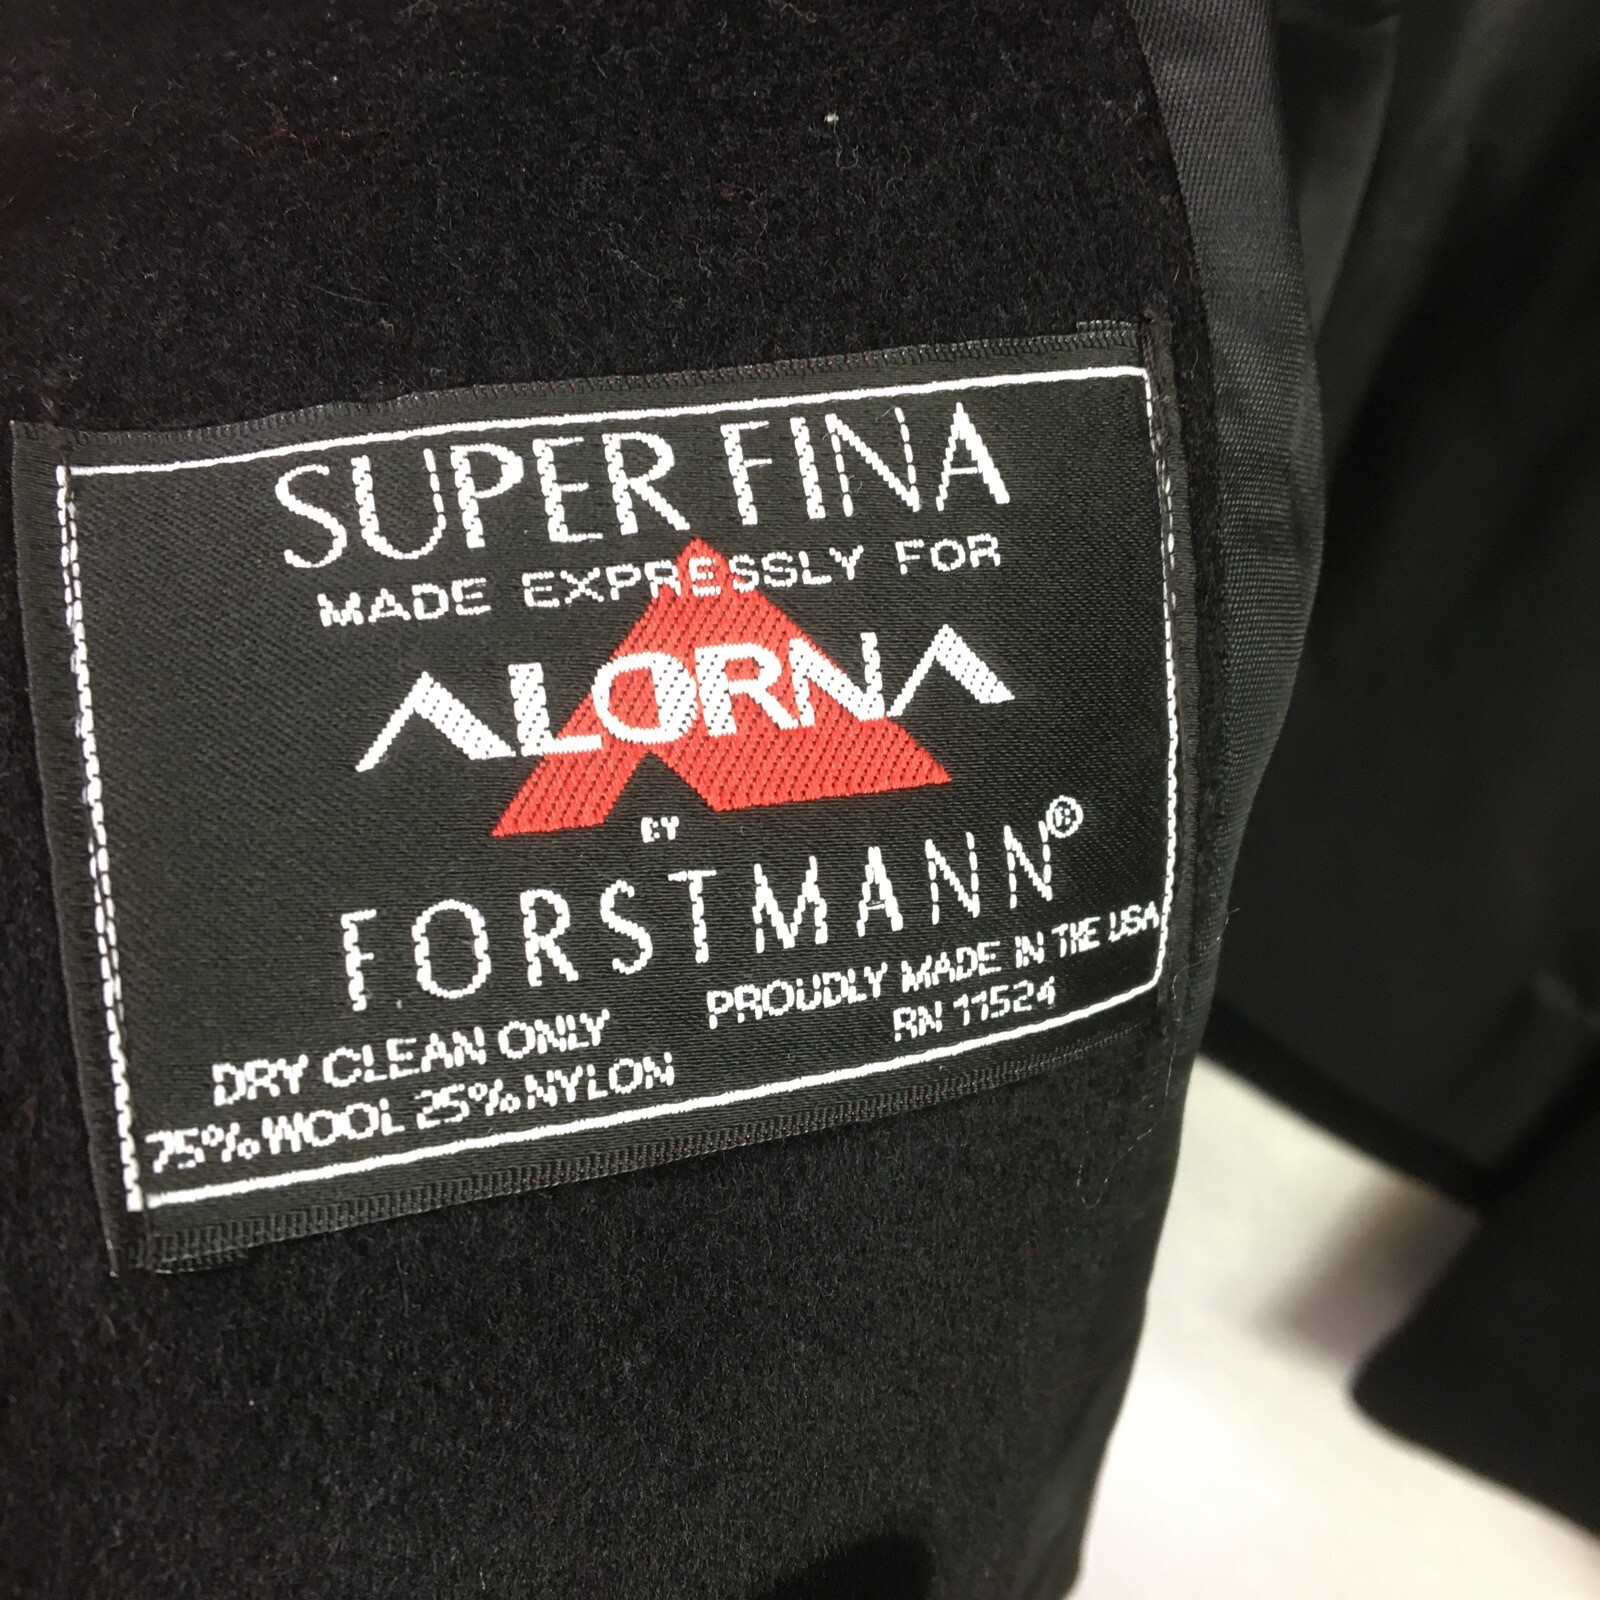 SUPER FINA
MADE EXPRESSLY FOR
ALORNA
BY
FORSTMANN®
DRY CLEAN ONLY
75% WOOL 25% NYLON
PROUDLY MADE IN THE USA
RN 11524